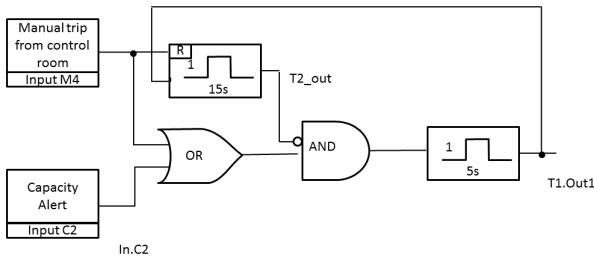 Manual trip
from control
room
Input M4
R
1
15s
T2_out
OR
AND
1
5s
T1.Out1
Capacity
Alert
Input C2
In.C2